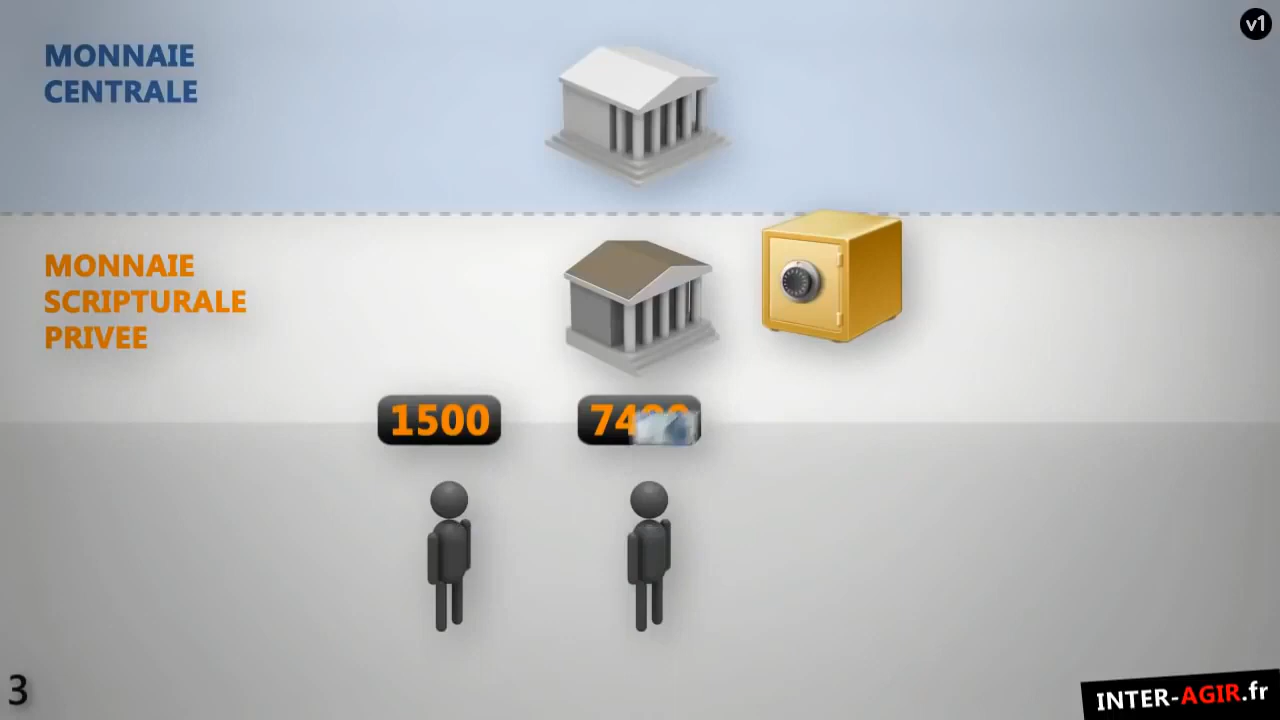 v1
MONNAIE
CENTRALE
MONNAIE
SCRIPTURALE
PRIVEE
1500
3
INTER-AGIR.fr